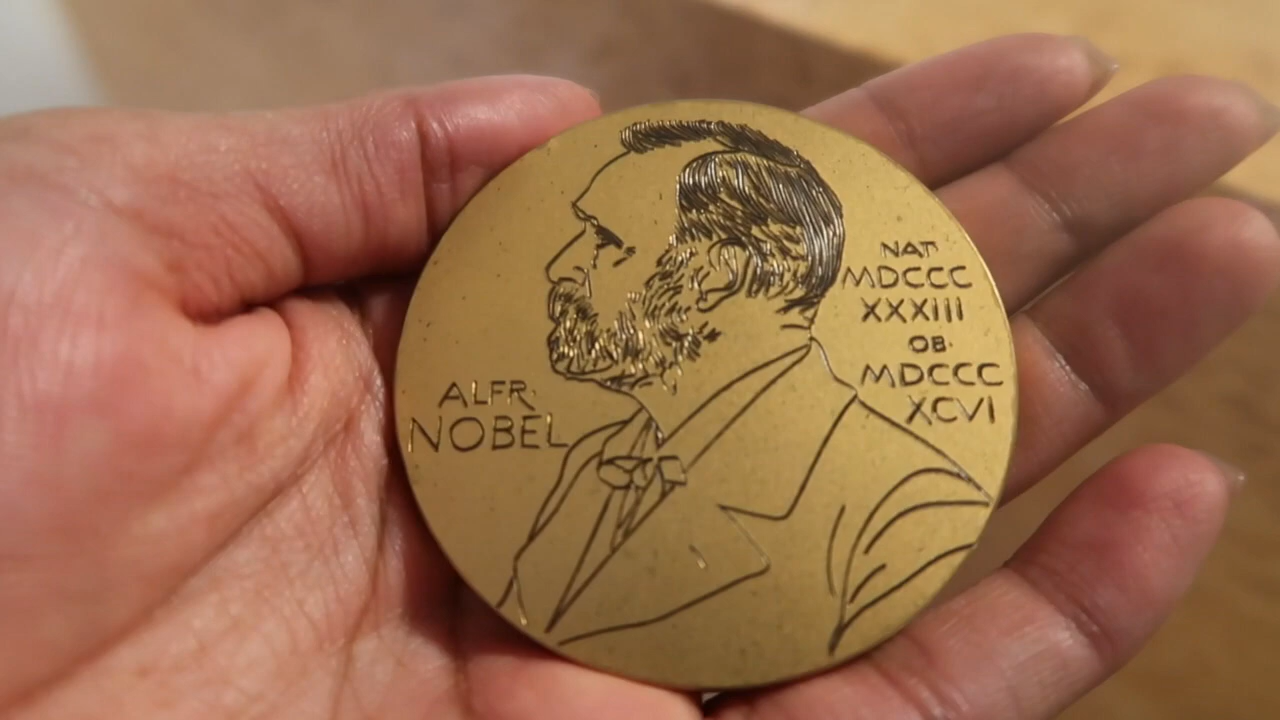 ALFR.
NOBEL
NAT
MDCCC
XXXIII
OB.
MDCCC
XCVI